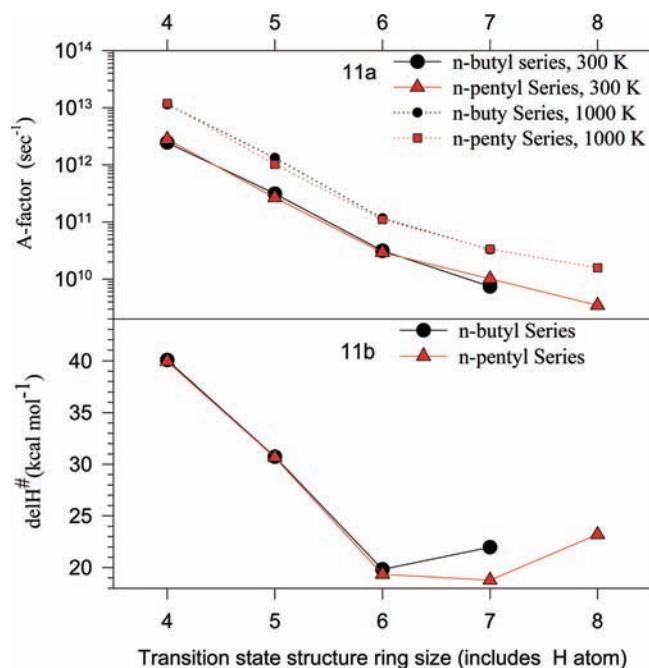 4 5 6 7 8
10^14
10^13
10^12
10^11
10^10
A-factor (sec^-1)
11a
n-butyl series, 300 K
n-pentyl Series, 300 K
n-buty Series, 1000 K
n-penty Series, 1000 K
40
35
30
25
20
delH^#(kcal mol^-1)
11b
n-butyl Series
n-pentyl Series
4 5 6 7 8
Transition state structure ring size (includes H atom)